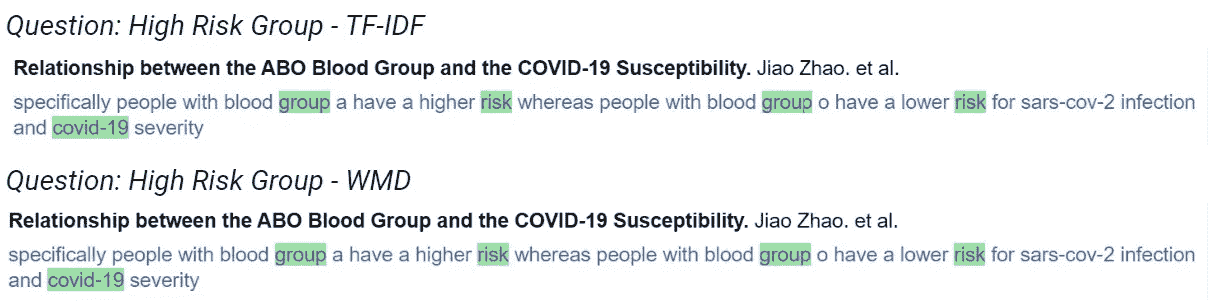 Question: High Risk Group - TF-IDF
Relationship between the ABO Blood Group and the COVID-19 Susceptibility. Jiao Zhao. et al.
specifically people with blood group a have a higher risk whereas people with blood group o have a lower risk for sars-cov-2 infection
and covid-19 severity
Question: High Risk Group - WMD
Relationship between the ABO Blood Group and the COVID-19 Susceptibility. Jiao Zhao. et al.
specifically people with blood group a have a higher risk whereas people with blood group o have a lower risk for sars-cov-2 infection
and covid-19 severity